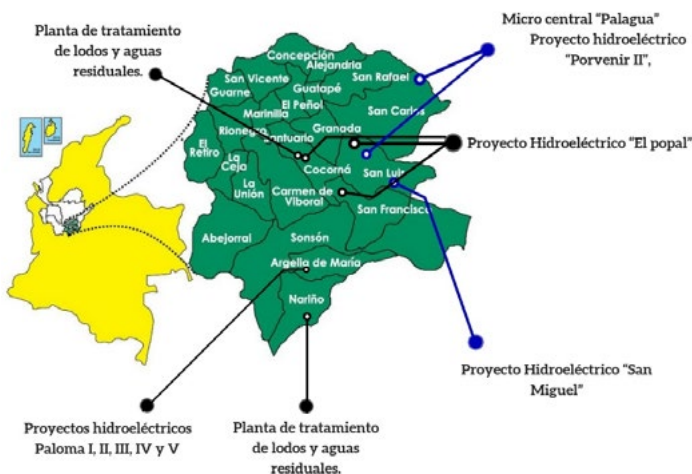 Planta de tratamiento
de lodos y aguas
residuales.
Micro central “Palagua”
Proyecto hidroeléctrico
“Porvenir II”,
Concepción
Alejandría
San Vicente
San Rafael
Guarne
Guatapé
El Peñol
Marinilla
San Carlos
Rionegro
Santuario
Granada
El
Retiro
La
Ceja
Cocorná
San Luis
La
Unión
Carmen de
Viboral
San Francisco
Abejorral
Sonsón
Argelia de María
Nariño
Proyecto Hidroeléctrico “El popal”
Proyecto Hidroeléctrico “San
Miguel”
Proyectos hidroeléctricos
Paloma I, II, III, IV y V
Planta de tratamiento
de lodos y aguas
residuales.